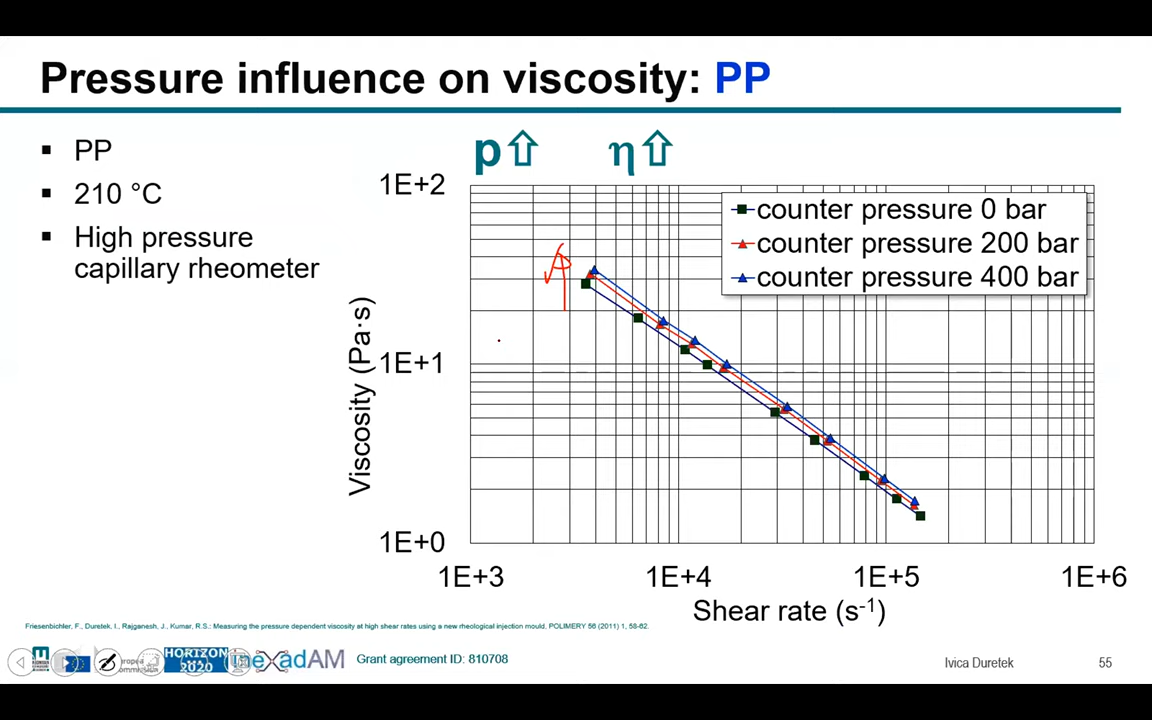 Pressure influence on viscosity: PP
▪ PP
▪ 210 °C
▪ High pressure
capillary rheometer
p⇧ η⇧
1E+2
counter pressure 0 bar
counter pressure 200 bar
counter pressure 400 bar
Viscosity (Pa·s)
1E+1
1E+0
1E+3 1E+4 1E+5 1E+6
Shear rate (s-1)
Friesenbichler, F., Duretek, I., Rajganesh, J., Kumar, R.S.: Measuring the pressure dependent viscosity at high shear rates using a new rheological injection mould. POLIMERY 56 (2011) 1, 58-62.
HORIZON
2020
nexadAM
Grant agreement ID: 810708
Ivica Duretek
55